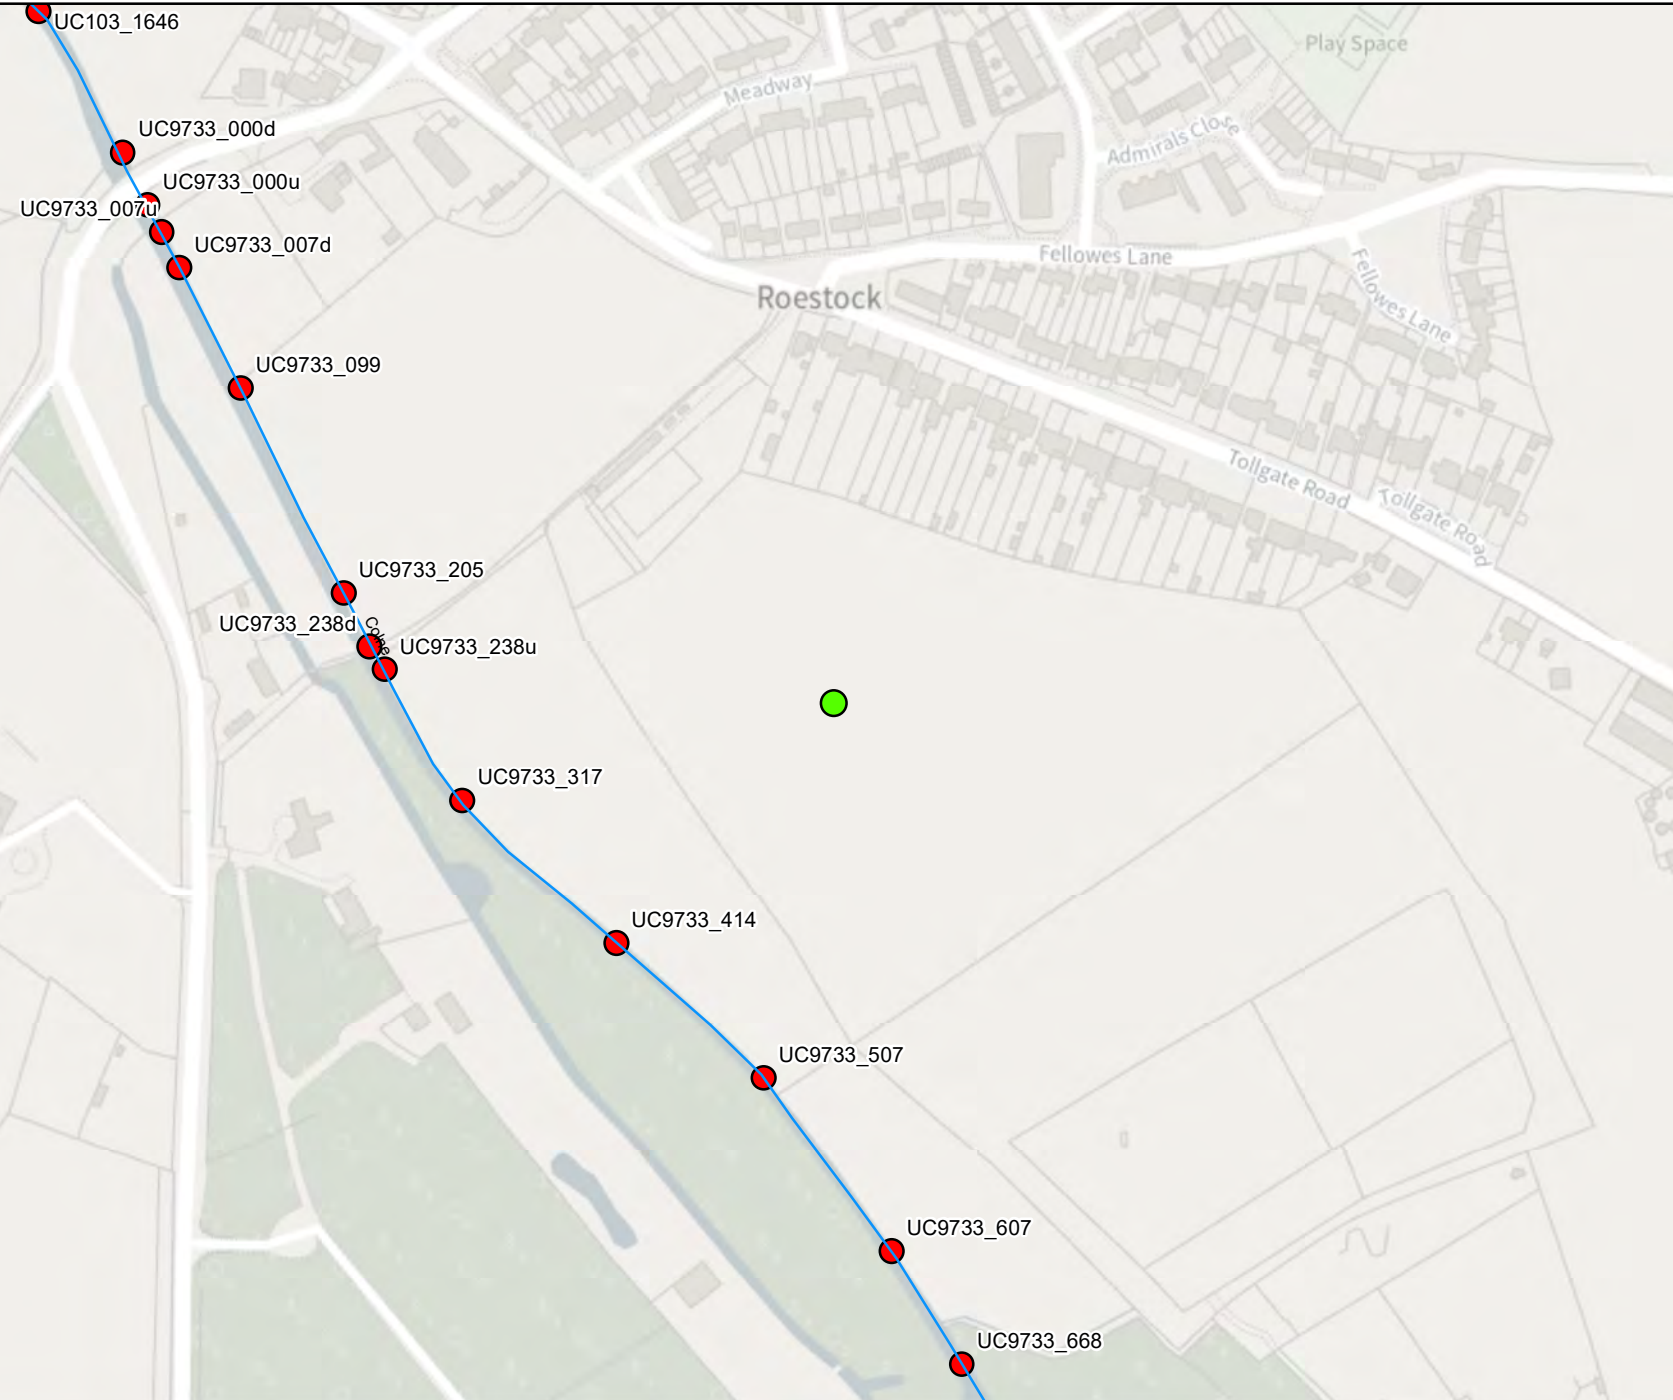 UC103_1646
Play Space
Meadway
UC9733_000d
Admirals Close
UC9733_000u
UC9733_007u
UC9733_007d
Fellowes Lane
Fellowes Lane
Roestock
UC9733_099
Tollgate Road
Tollgate Road
UC9733_205
UC9733_238d
Colne
UC9733_238u
UC9733_317
UC9733_414
UC9733_507
UC9733_607
UC9733_668